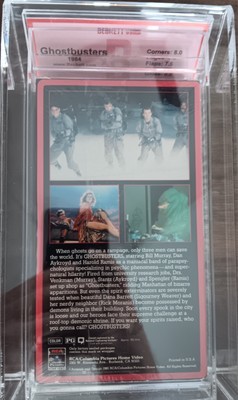 BECKETT
Ghostbusters
Corners: 8.0
1984
When ghosts go on a rampage, only three men can save
the world. It's GHOSTBUSTERS, starring Bill Murray, Dan
Aykroyd and Harold Ramis as a maniacal band of parapsy-
chologists specializing in psychic phenomena — and super-
natural hilarity! Fired from university research jobs, Drs.
Venkman (Murray), Stantz (Aykroyd) and Spengler (Ramis)
set up shop as "Ghostbusters," ridding Manhattan of bizarre
apparitions. But even the spirit exterminators are severely
tested when beautiful Dana Barrett (Sigourney Weaver) and
her nerdy neighbor (Rick Moranis) become possessed by
demons living in their building. Soon every spook in the city
is loose and our heroes face their supreme challenge at a
roof-top demonic shrine. If you want your spirits raised, who
you gonna call? GHOSTBUSTERS!
COLOR
PG
RCA/Columbia Pictures Home Video
Printed in U.S.A.